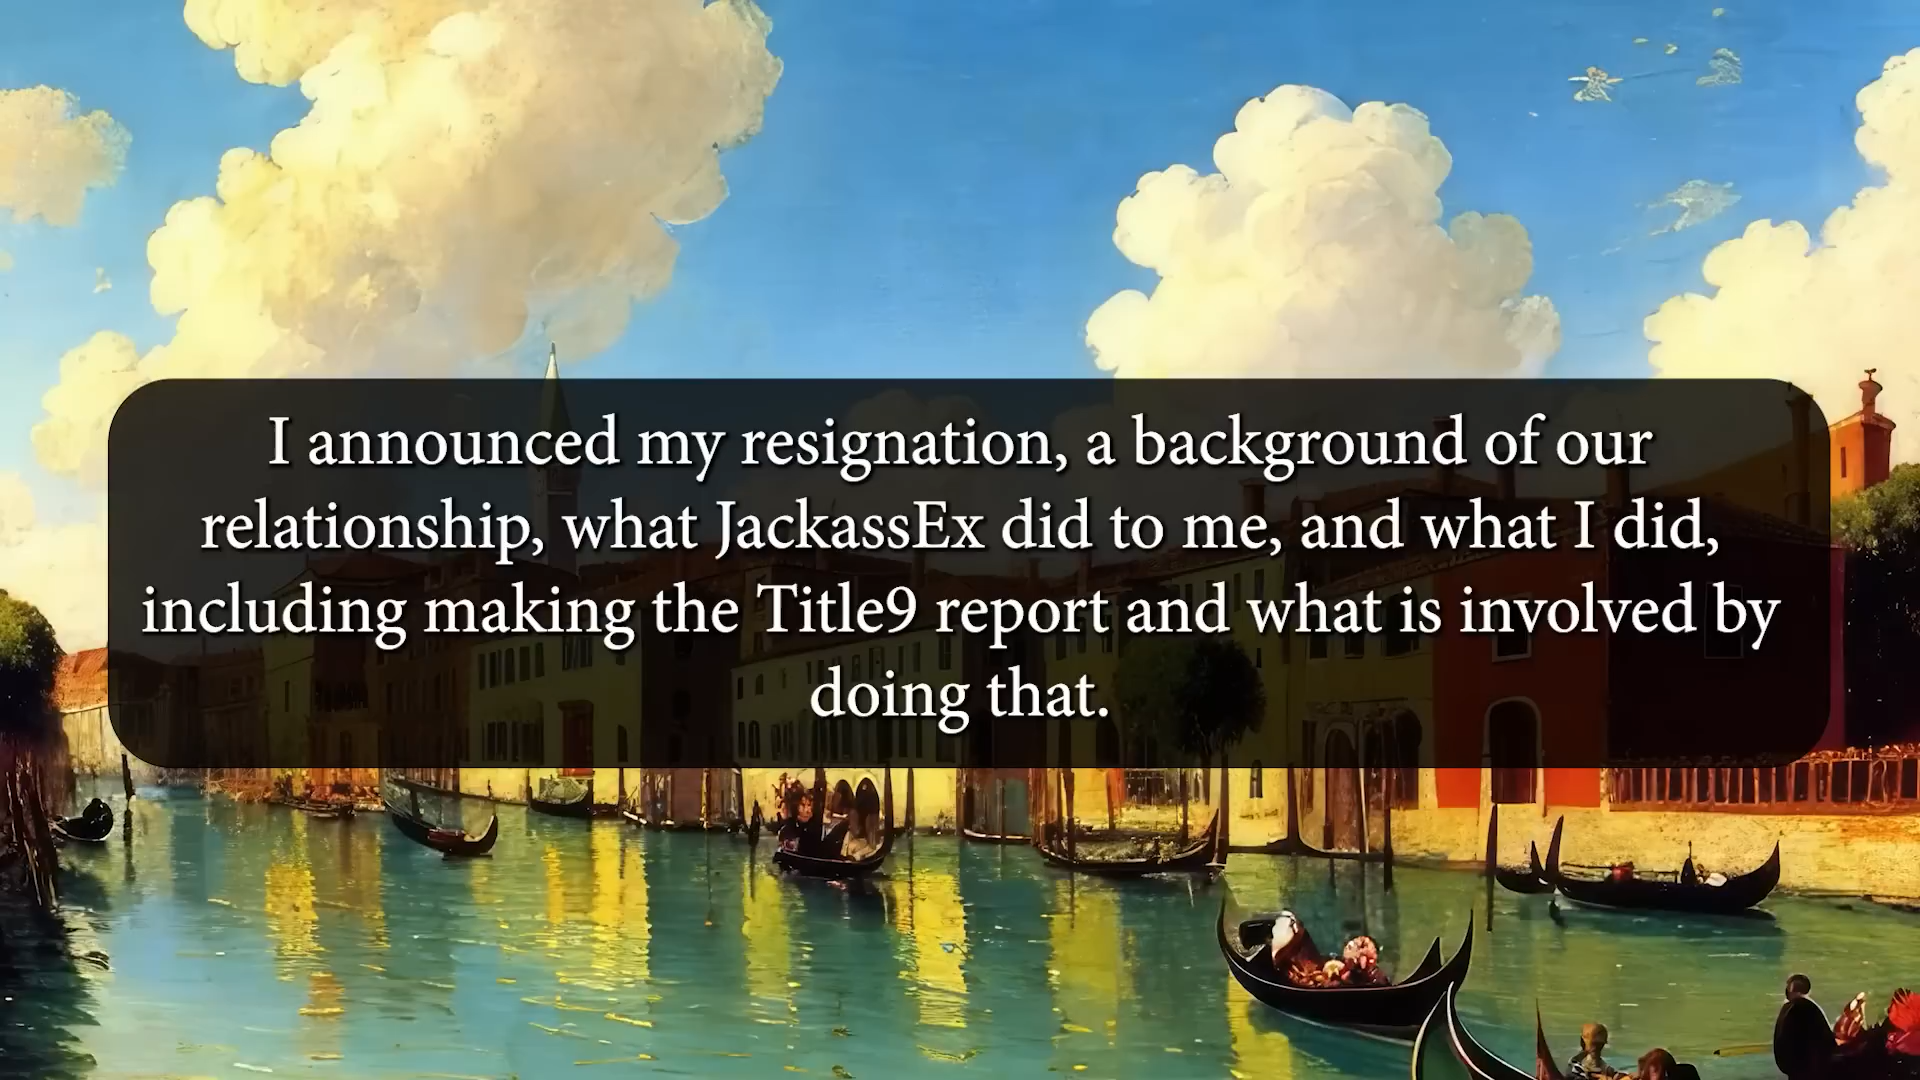 I announced my resignation, a background of our
relationship, what JackassEx did to me, and what I did,
including making the Title9 report and what is involved by
doing that.